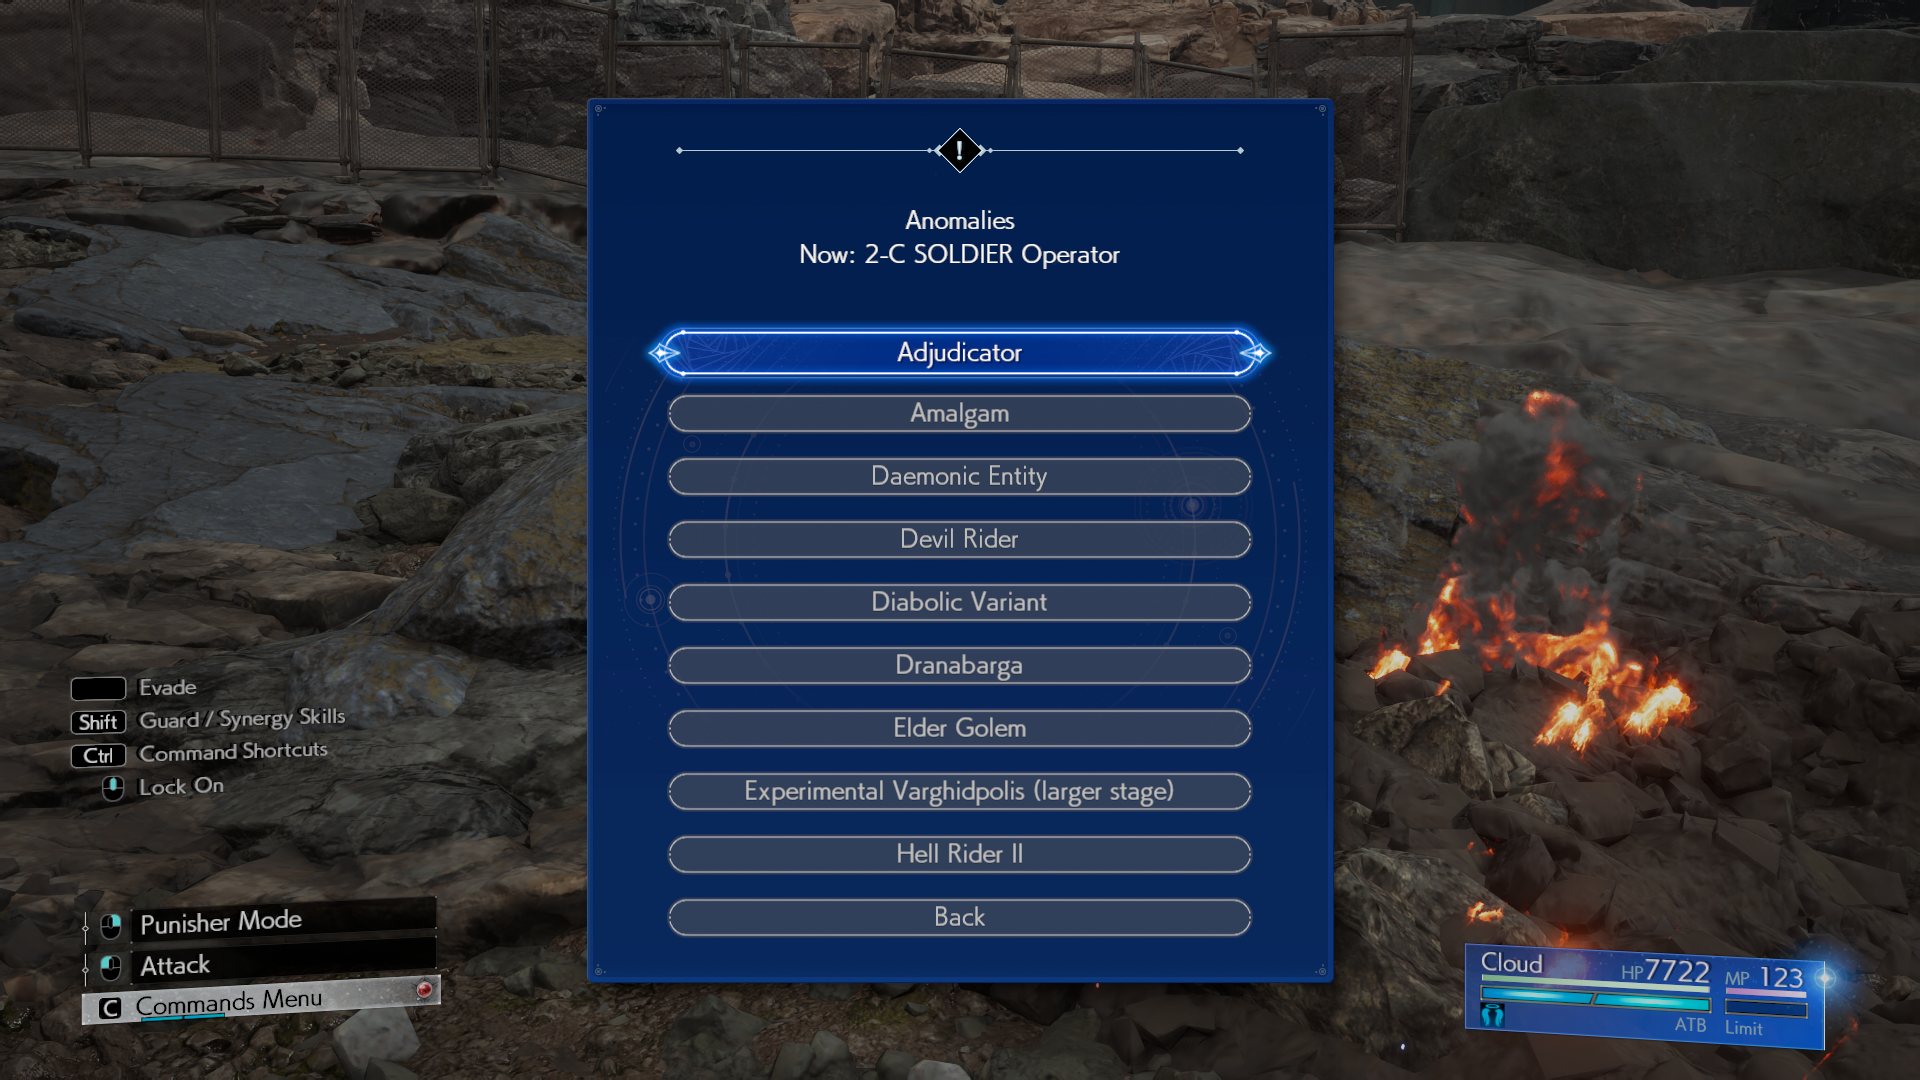 Anomalies
Now: 2-C SOLDIER Operator
Adjudicator
Amalgam
Daemonic Entity
Devil Rider
Diabolic Variant
Dranabarga
Elder Golem
Experimental Varghidpolis (larger stage)
Hell Rider II
Back
Evade
Shift Guard / Synergy Skills
Ctrl Command Shortcuts
Lock On
Punisher Mode
Attack
C Commands Menu
Cloud HP 7722 MP 123
ATB Limit